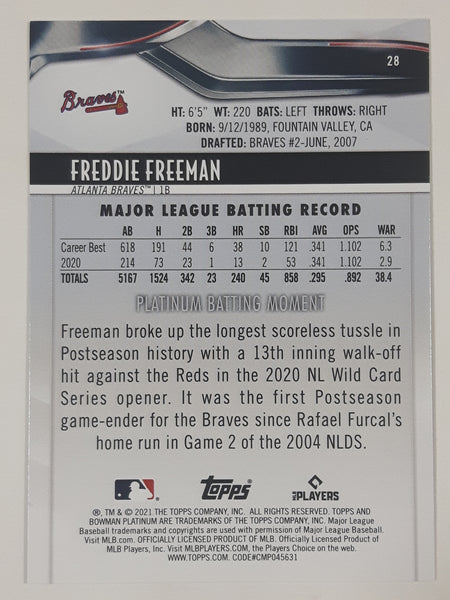 28
Braves™
HT: 6'5" WT: 220 BATS: LEFT THROWS: RIGHT
BORN: 9/12/1989, FOUNTAIN VALLEY, CA
DRAFTED: BRAVES #2-JUNE, 2007
FREDDIE FREEMAN
ATLANTA BRAVES™ | 1B
MAJOR LEAGUE BATTING RECORD
AB H 2B 3B HR SB RBI AVG. OPS WAR
Career Best 618 191 44 6 38 10 121 .341 1.102 6.3
2020 214 73 23 1 13 2 53 .341 1.102 2.9
TOTALS 5167 1524 342 23 240 45 858 .295 .892 38.4
PLATINUM BATTING MOMENT
Freeman broke up the longest scoreless tussle in
Postseason history with a 13th inning walk-off
hit against the Reds in the 2020 NL Wild Card
Series opener. It was the first Postseason
game-ender for the Braves since Rafael Furcal's
home run in Game 2 of the 2004 NLDS.
topps
MLB PLAYERS
®, TM & © 2021 THE TOPPS COMPANY, INC. ALL RIGHTS RESERVED. TOPPS AND
BOWMAN PLATINUM ARE TRADEMARKS OF THE TOPPS COMPANY, INC. Major League
Baseball trademarks and copyrights are used with permission of Major League Baseball.
Visit MLB.com. OFFICIALLY LICENSED PRODUCT OF MLB. Officially Licensed Product of
MLB Players, Inc. Visit MLBPLAYERS.COM, the Players Choice on the web.
WWW.TOPPS.COM. CODE#CMP045631